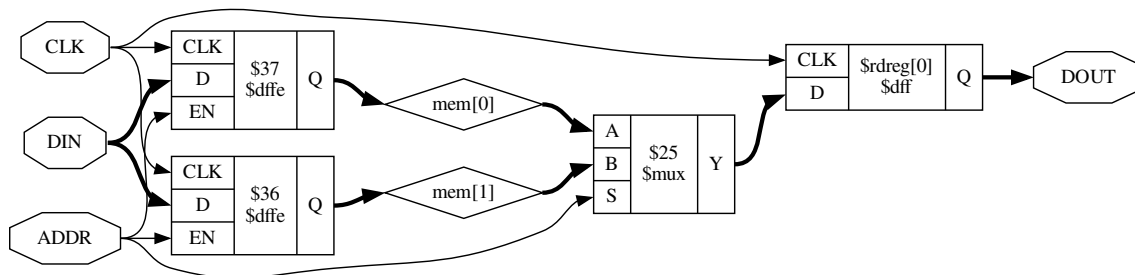 CLK
DIN
ADDR
CLK
D
EN
$37
$dffe
Q
CLK
D
EN
$36
$dffe
Q
mem[0]
mem[1]
A
B
S
$25
$mux
Y
CLK
D
$rdreg[0]
$dff
Q
DOUT